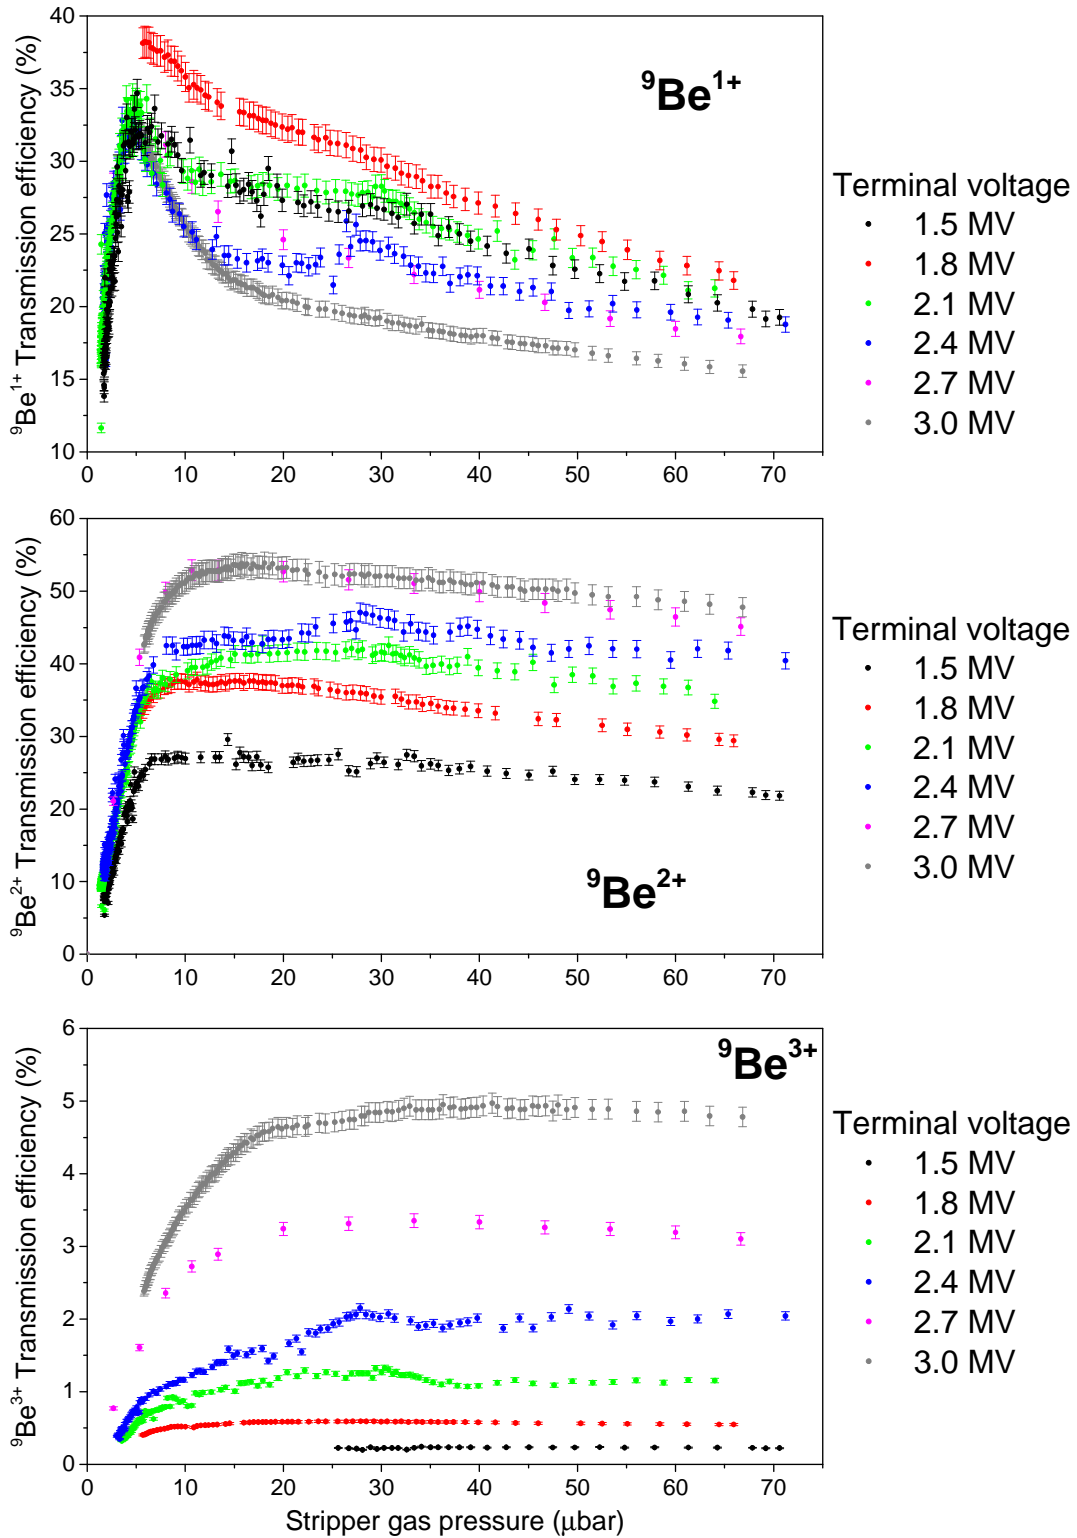 ⁹Be¹⁺ Transmission efficiency (%)
40
35
30
25
20
15
10
⁹Be¹⁺
0 10 20 30 40 50 60 70
Terminal voltage
1.5 MV
1.8 MV
2.1 MV
2.4 MV
2.7 MV
3.0 MV
⁹Be²⁺ Transmission efficiency (%)
60
50
40
30
20
10
0
⁹Be²⁺
0 10 20 30 40 50 60 70
Terminal voltage
1.5 MV
1.8 MV
2.1 MV
2.4 MV
2.7 MV
3.0 MV
⁹Be³⁺ Transmission efficiency (%)
6
5
4
3
2
1
0
⁹Be³⁺
0 10 20 30 40 50 60 70
Stripper gas pressure (μbar)
Terminal voltage
1.5 MV
1.8 MV
2.1 MV
2.4 MV
2.7 MV
3.0 MV